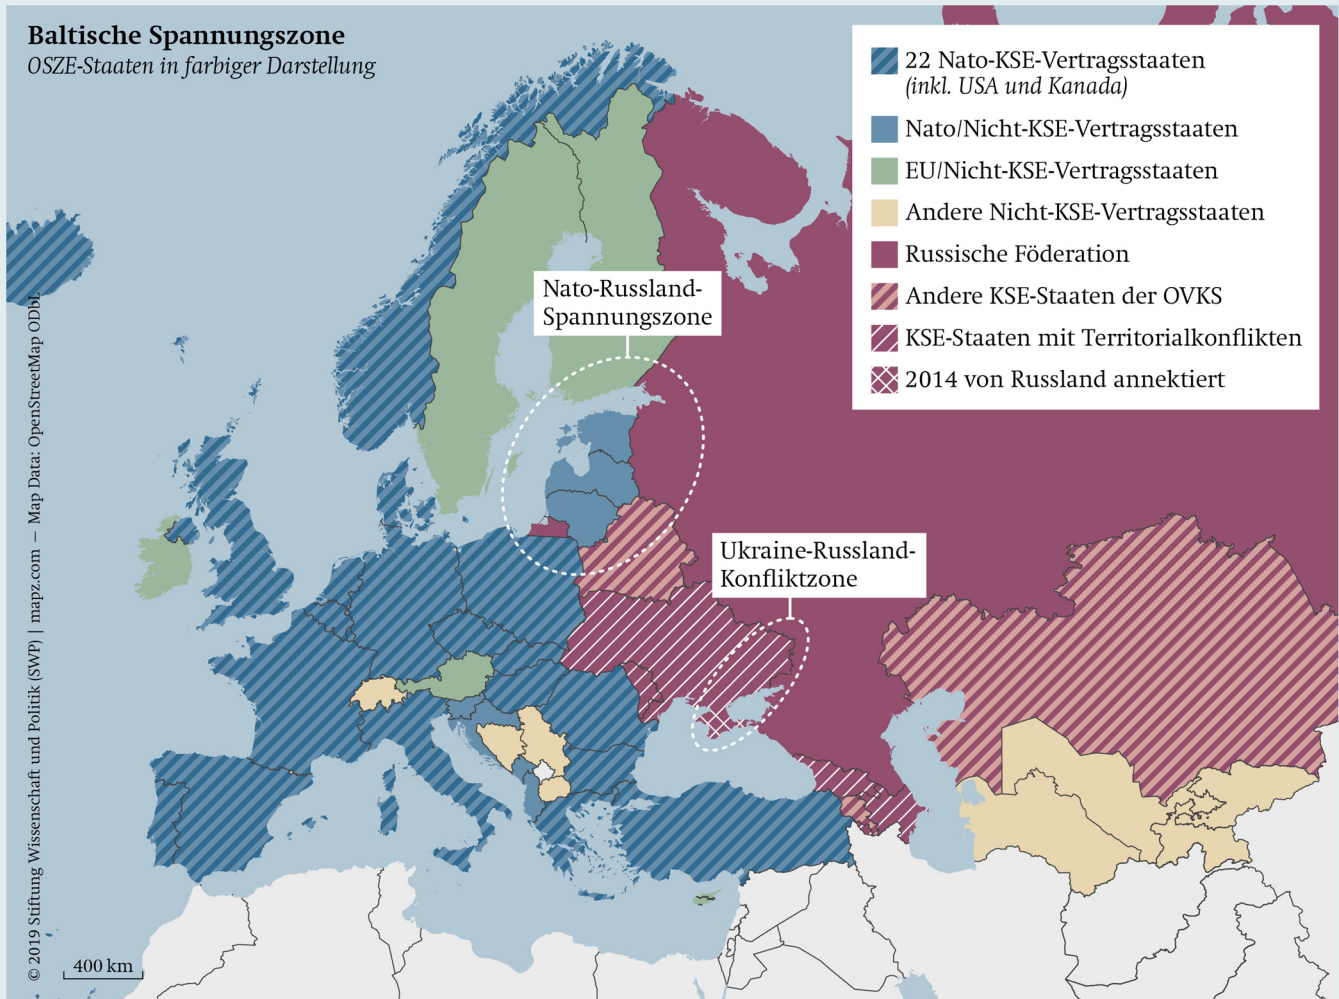 Baltische Spannungszone
OSZE-Staaten in farbiger Darstellung
22 Nato-KSE-Vertragsstaaten
(inkl. USA und Kanada)
Nato/Nicht-KSE-Vertragsstaaten
EU/Nicht-KSE-Vertragsstaaten
Andere Nicht-KSE-Vertragsstaaten
Russische Föderation
Andere KSE-Staaten der OVKS
KSE-Staaten mit Territorialkonflikten
2014 von Russland annektiert
Nato-Russland-
Spannungszone
Ukraine-Russland-
Konfliktzone
© 2019 Stiftung Wissenschaft und Politik (SWP) | mapz.com – Map Data: OpenStreetMap ODbL
400 km